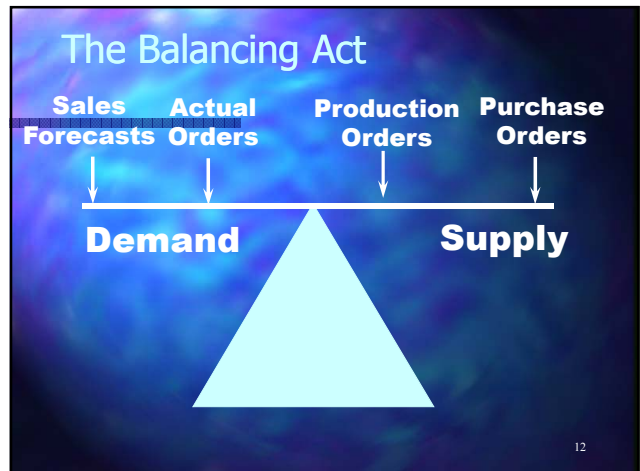 The Balancing Act
Sales
Forecasts
Actual
Orders
Production
Orders
Purchase
Orders
Demand
Supply
12